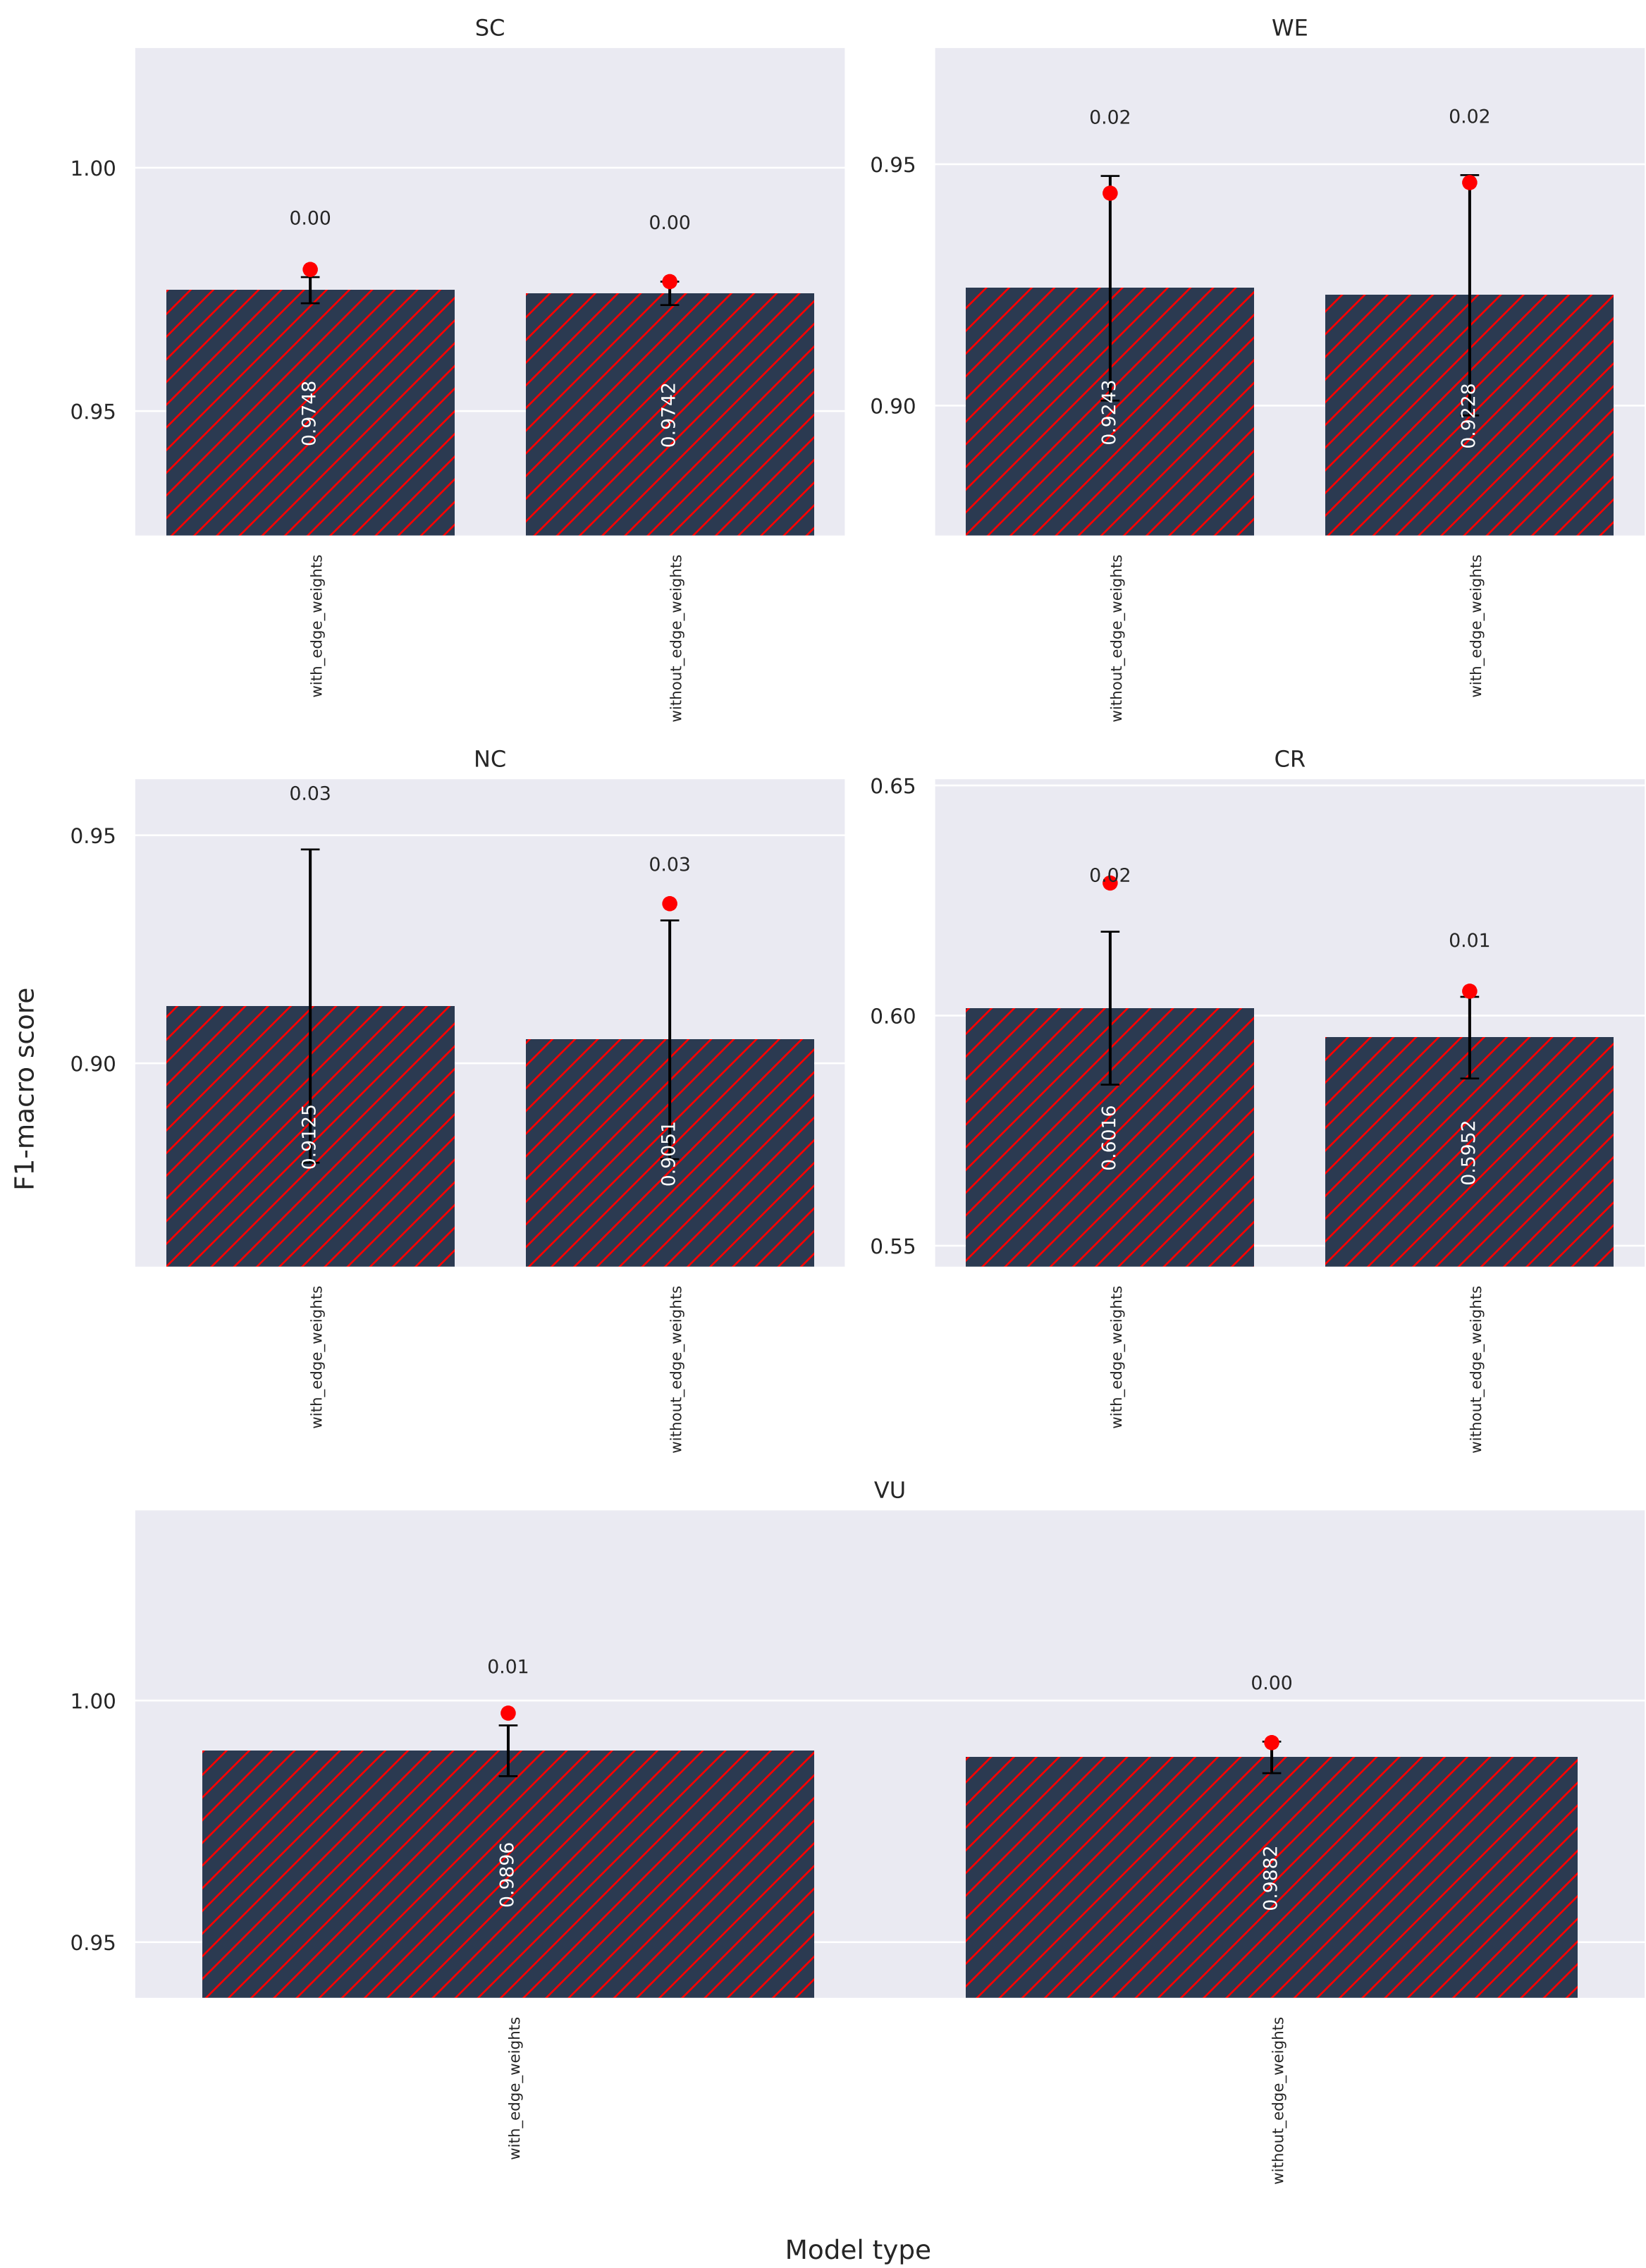 SC
1.00
0.95
0.00
0.00
0.9748
0.9742
with_edge_weights
without_edge_weights
WE
0.95
0.90
0.02
0.02
0.9243
0.9228
without_edge_weights
with_edge_weights
F1-macro score
NC
0.95
0.90
0.03
0.03
0.9125
0.9051
with_edge_weights
without_edge_weights
CR
0.65
0.60
0.55
0.02
0.01
0.6016
0.5952
with_edge_weights
without_edge_weights
VU
1.00
0.95
0.01
0.00
0.9896
0.9882
with_edge_weights
without_edge_weights
Model type